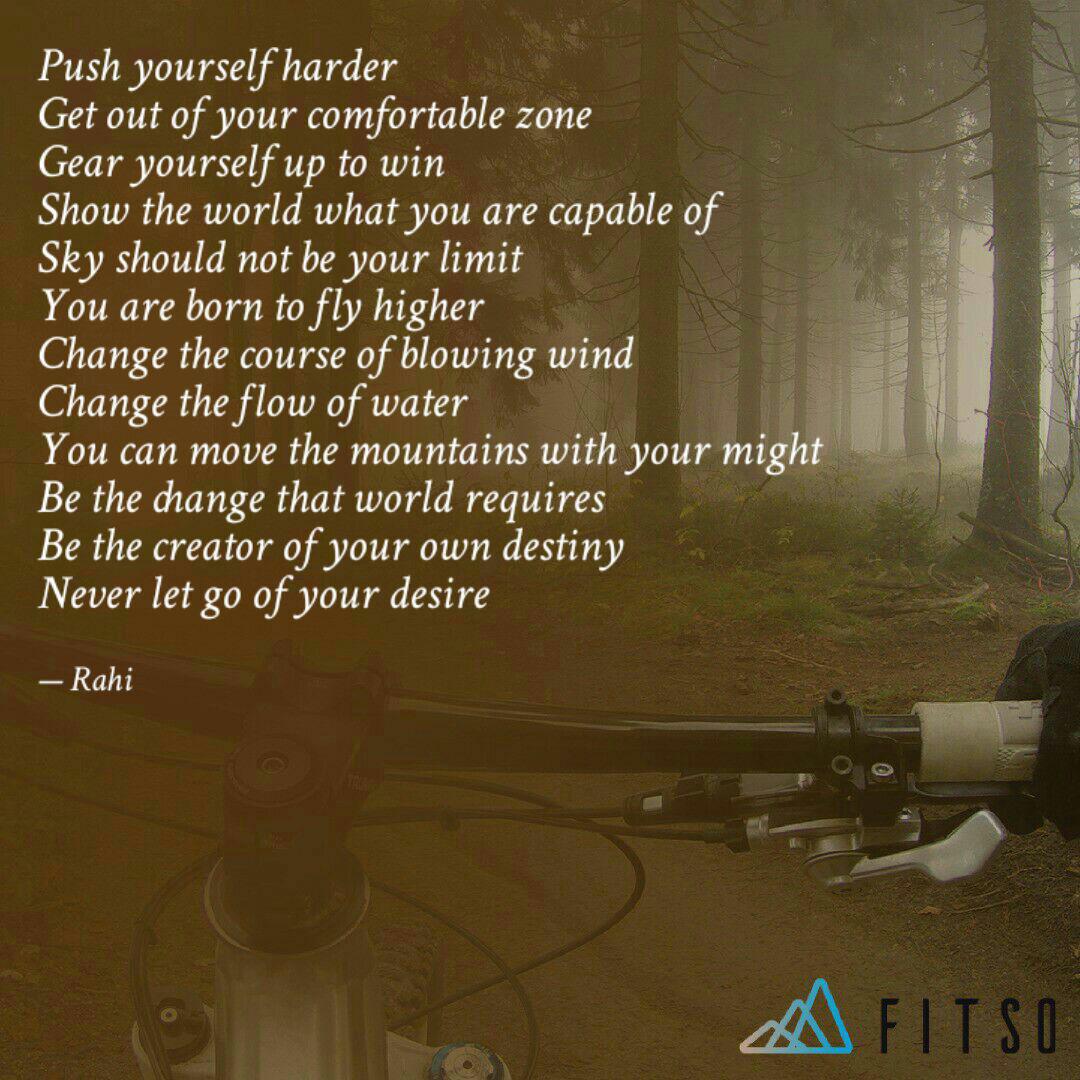 Push yourself harder
Get out of your comfortable zone
Gear yourself up to win
Show the world what you are capable of
Sky should not be your limit
You are born to fly higher
Change the course of blowing wind
Change the flow of water
You can move the mountains with your might
Be the change that world requires
Be the creator of your own destiny
Never let go of your desire
— Rahi
FITSO